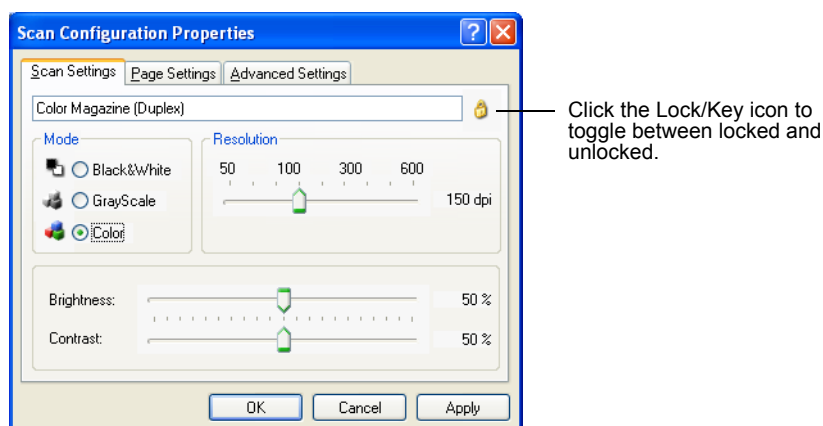 Scan Configuration Properties
Scan Settings Page Settings Advanced Settings
Color Magazine (Duplex)
Click the Lock/Key icon to
toggle between locked and
unlocked.
Mode
Black&White
GrayScale
Color
Resolution
50 100 300 600
150 dpi
Brightness: 50 %
Contrast: 50 %
OK Cancel Apply